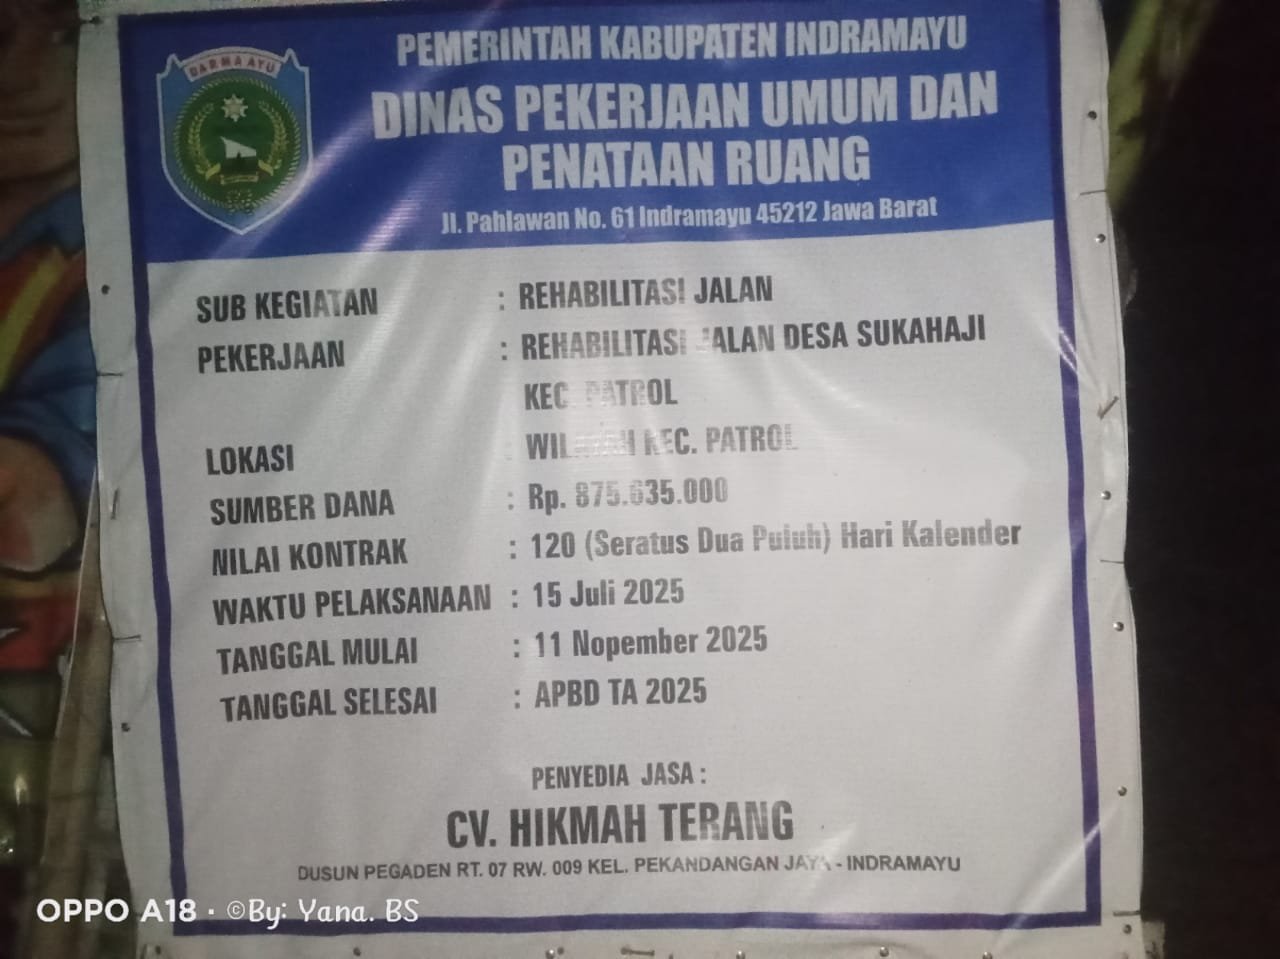 DARMA AYU
PEMERINTAH KABUPATEN INDRAMAYU
DINAS PEKERJAAN UMUM DAN
PENATAAN RUANG
Jl. Pahlawan No. 61 Indramayu 45212 Jawa Barat
SUB KEGIATAN : REHABILITASI JALAN
PEKERJAAN : REHABILITASI JALAN DESA SUKAHAJI
KEC. PATROL
LOKASI : WILAYAH KEC. PATROL
SUMBER DANA : Rp. 875.635.000
NILAI KONTRAK : 120 (Seratus Dua Puluh) Hari Kalender
WAKTU PELAKSANAAN : 15 Juli 2025
TANGGAL MULAI : 11 Nopember 2025
TANGGAL SELESAI : APBD TA 2025
PENYEDIA JASA :
CV. HIKMAH TERANG
DUSUN PEGADEN RT. 07 RW. 009 KEL. PEKANDANGAN JAYA - INDRAMAYU
OPPO A18 · ©By: Yana. BS